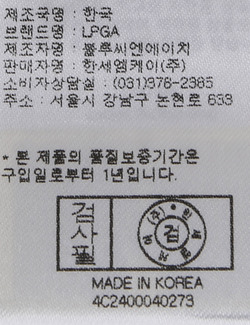 제조국명 : 한국
브랜드명 : LPGA
제조자명 : 블루씨엔에이치
판매자명 : 한세엠케이(주)
소비자상담실 : (031)376-2385
주소 : 서울시 강남구 논현로 633
* 본 제품의 품질보증기간은
구입일로부터 1년입니다.
검사필
검
MADE IN KOREA
4C2400040273